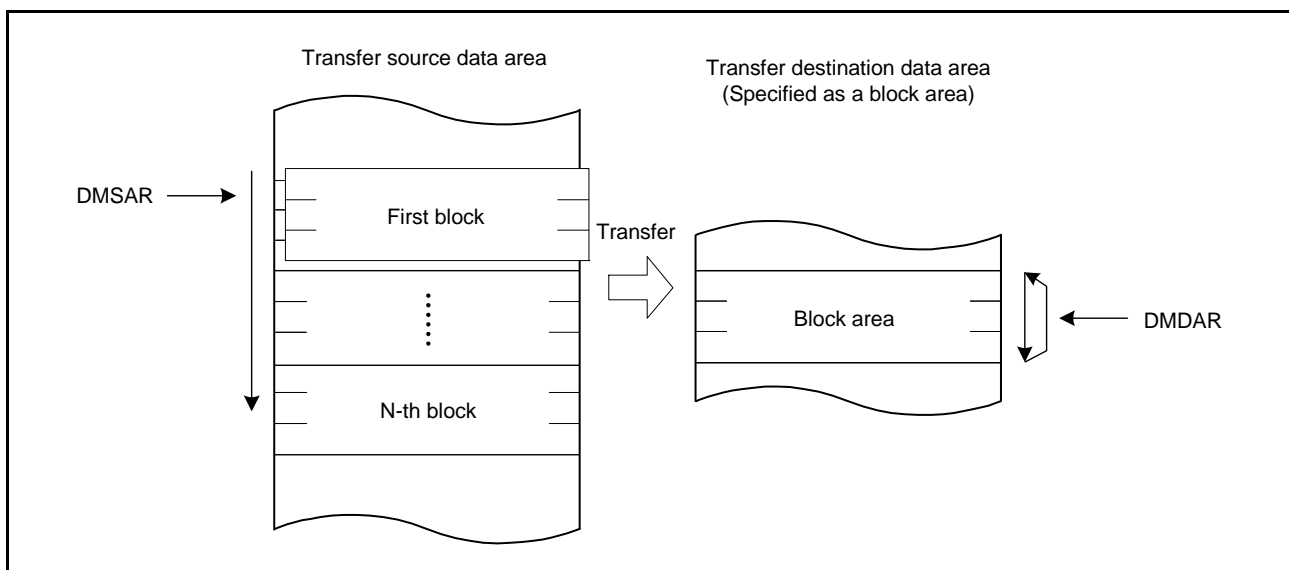 Transfer source data area
Transfer destination data area
(Specified as a block area)
DMSAR
First block
Transfer
Block area
DMDAR
N-th block